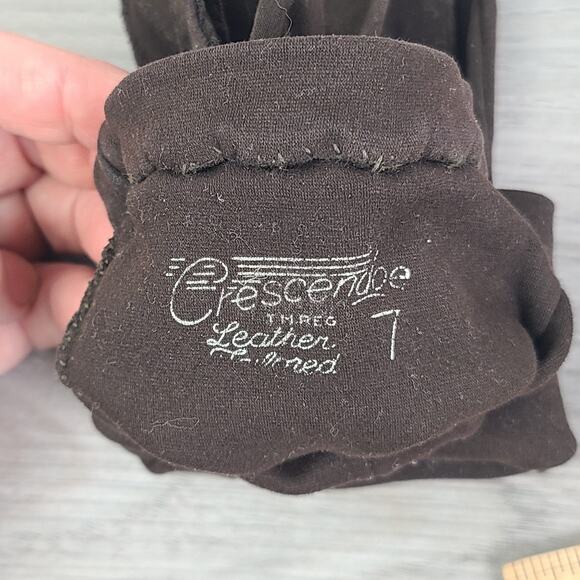 Crescendoe
T.M.REG
Leather
Tailored
7